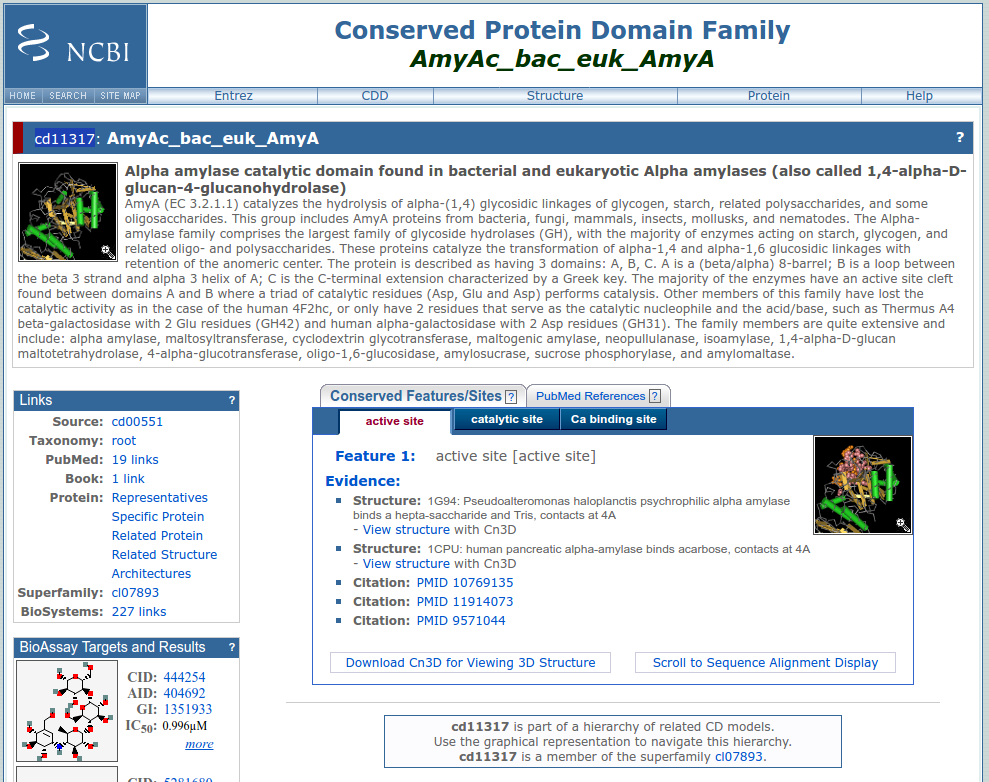 NCBI
HOME SEARCH SITE MAP
Conserved Protein Domain Family
AmyAc_bac_euk_AmyA
Entrez CDD Structure Protein Help
cd11317: AmyAc_bac_euk_AmyA ?
Alpha amylase catalytic domain found in bacterial and eukaryotic Alpha amylases (also called 1,4-alpha-D-
glucan-4-glucanohydrolase)
AmyA (EC 3.2.1.1) catalyzes the hydrolysis of alpha-(1,4) glycosidic linkages of glycogen, starch, related polysaccharides, and some
oligosaccharides. This group includes AmyA proteins from bacteria, fungi, mammals, insects, mollusks, and nematodes. The Alpha-
amylase family comprises the largest family of glycoside hydrolases (GH), with the majority of enzymes acting on starch, glycogen, and
related oligo- and polysaccharides. These proteins catalyze the transformation of alpha-1,4 and alpha-1,6 glucosidic linkages with
retention of the anomeric center. The protein is described as having 3 domains: A, B, C. A is a (beta/alpha) 8-barrel; B is a loop between
the beta 3 strand and alpha 3 helix of A; C is the C-terminal extension characterized by a Greek key. The majority of the enzymes have an active site cleft
found between domains A and B where a triad of catalytic residues (Asp, Glu and Asp) performs catalysis. Other members of this family have lost the
catalytic activity as in the case of the human 4F2hc, or only have 2 residues that serve as the catalytic nucleophile and the acid/base, such as Thermus A4
beta-galactosidase with 2 Glu residues (GH42) and human alpha-galactosidase with 2 Asp residues (GH31). The family members are quite extensive and
include: alpha amylase, maltosyltransferase, cyclodextrin glycotransferase, maltogenic amylase, neopullulanase, isoamylase, 1,4-alpha-D-glucan
maltotetrahydrolase, 4-alpha-glucotransferase, oligo-1,6-glucosidase, amylosucrase, sucrose phosphorylase, and amylomaltase.
Links ?
Source: cd00551
Taxonomy: root
PubMed: 19 links
Book: 1 link
Protein: Representatives
Specific Protein
Related Protein
Related Structure
Architectures
Superfamily: cl07893
BioSystems: 227 links
BioAssay Targets and Results ?
CID: 444254
AID: 404692
GI: 1351933
IC50: 0.996µM
more
CID: 5281689
Conserved Features/Sites ? PubMed References ?
active site catalytic site Ca binding site
Feature 1: active site [active site]
Evidence:
Structure: 1G94: Pseudoalteromonas haloplanctis psychrophilic alpha amylase
binds a hepta-saccharide and Tris, contacts at 4A
- View structure with Cn3D
Structure: 1CPU: human pancreatic alpha-amylase binds acarbose, contacts at 4A
- View structure with Cn3D
Citation: PMID 10769135
Citation: PMID 11914073
Citation: PMID 9571044
Download Cn3D for Viewing 3D Structure Scroll to Sequence Alignment Display
cd11317 is part of a hierarchy of related CD models.
Use the graphical representation to navigate this hierarchy.
cd11317 is a member of the superfamily cl07893.